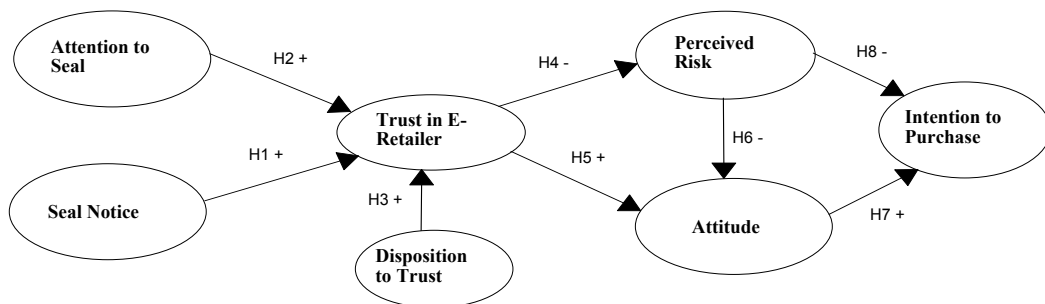 Attention to
Seal
H2 +
Perceived
Risk
H8 -
H4 -
Trust in E-
Retailer
Intention to
Purchase
H1 +
H5 +
H6 -
Seal Notice
H3 +
Attitude
H7 +
Disposition
to Trust